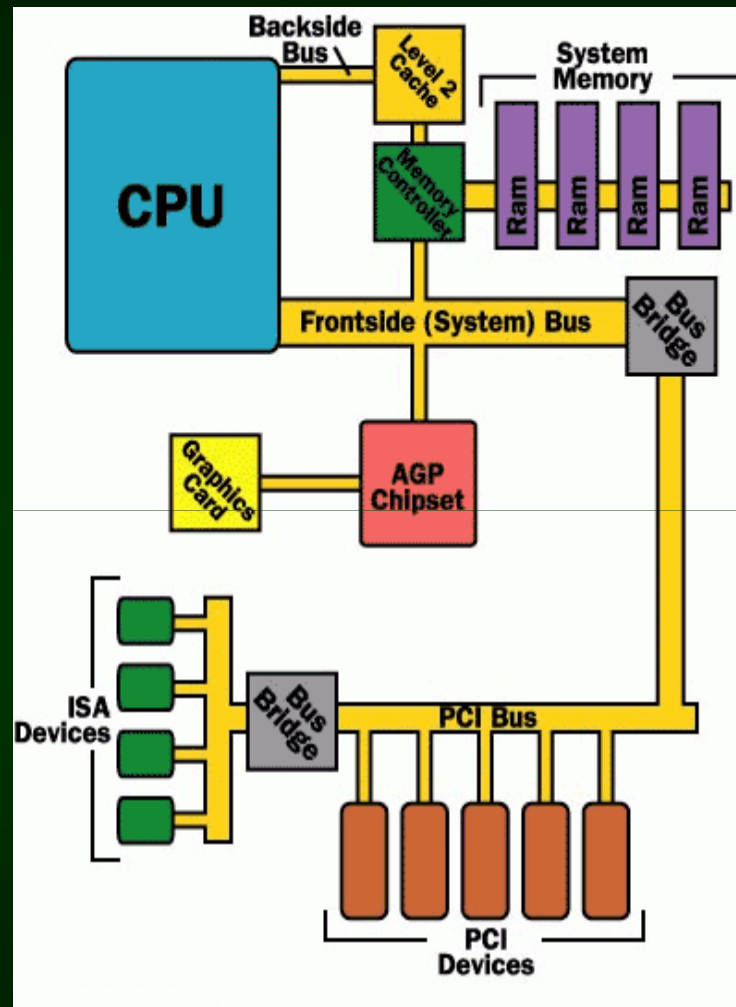 Backside
Bus
Level 2
Cache
System
Memory
CPU
Memory
Controller
Ram
Ram
Ram
Ram
Frontside (System) Bus
Bus
Bridge
Graphics
Card
AGP
Chipset
ISA
Devices
Bus
Bridge
PCI Bus
PCI
Devices